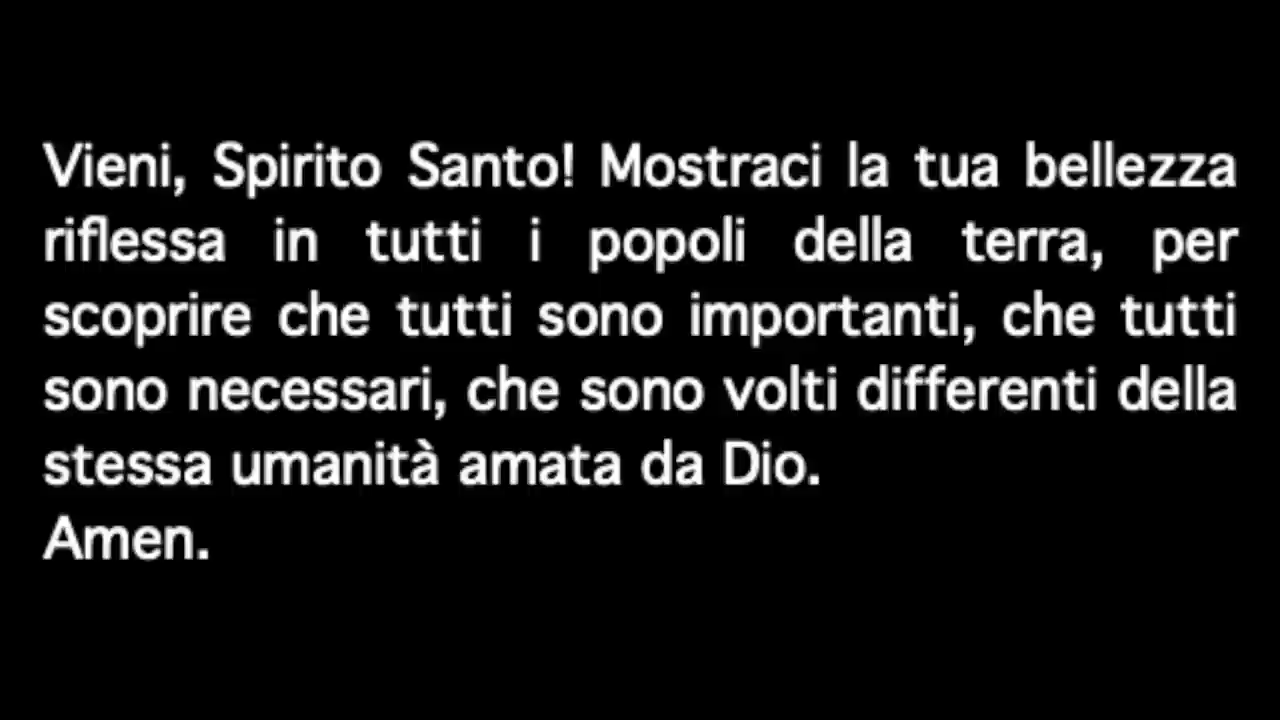 Vieni, Spirito Santo! Mostraci la tua bellezza
riflessa in tutti i popoli della terra, per
scoprire che tutti sono importanti, che tutti
sono necessari, che sono volti differenti della
stessa umanità amata da Dio.
Amen.